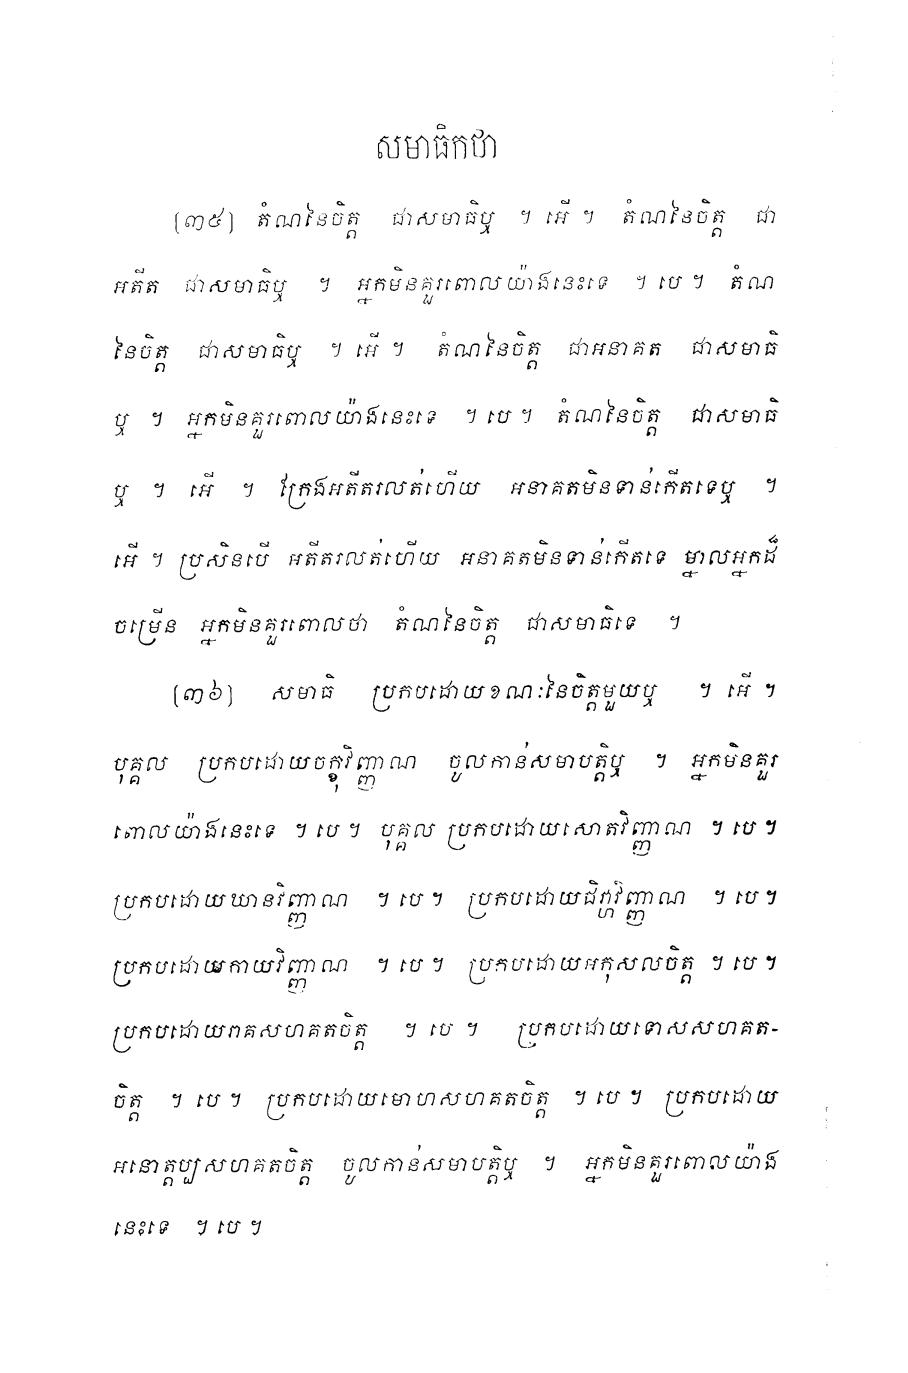 សមាធិកថា
(៣៥) តំណនៃចិត្ត ជាសមាធិឬ ។ អើ ។ តំណនៃចិត្ត ជា
អតីត ជាសមាធិឬ ។ អ្នកមិនគួរពោលយ៉ាងនេះទេ ។ បេ ។ តំណ
នៃចិត្ត ជាសមាធិឬ ។ អើ ។ តំណនៃចិត្ត ជាអនាគត ជាសមាធិ
ឬ ។ អ្នកមិនគួរពោលយ៉ាងនេះទេ ។ បេ ។ តំណនៃចិត្ត ជាសមាធិ
ឬ ។ អើ ។ ក្រែងអតីតរលត់ហើយ អនាគតមិនទាន់កើតទេឬ ។
អើ ។ ប្រសិនបើ អតីតរលត់ហើយ អនាគតមិនទាន់កើតទេ ម្នាលអ្នកដ៏
ចម្រើន អ្នកមិនគួរពោលថា តំណនៃចិត្ត ជាសមាធិទេ ។
(៣៦) សមាធិ ប្រកបដោយខណៈនៃចិត្តមួយឬ ។ អើ ។
បុគ្គល ប្រកបដោយចក្ខុវិញ្ញាណ ចូលកាន់សមាបត្តិឬ ។ អ្នកមិនគួរ
ពោលយ៉ាងនេះទេ ។ បេ ។ បុគ្គល ប្រកបដោយសោតវិញ្ញាណ ។ បេ ។
ប្រកបដោយឃានវិញ្ញាណ ។ បេ ។ ប្រកបដោយជិវ្ហាវិញ្ញាណ ។ បេ ។
ប្រកបដោយកាយវិញ្ញាណ ។ បេ ។ ប្រកបដោយអកុសលចិត្ត ។ បេ ។
ប្រកបដោយរាគសហគតចិត្ត ។ បេ ។ ប្រកបដោយទោសសហគត-
ចិត្ត ។ បេ ។ ប្រកបដោយមោហសហគតចិត្ត ។ បេ ។ ប្រកបដោយ
អនោត្តប្បសហគតចិត្ត ចូលកាន់សមាបត្តិឬ ។ អ្នកមិនគួរពោលយ៉ាង
នេះទេ ។ បេ ។